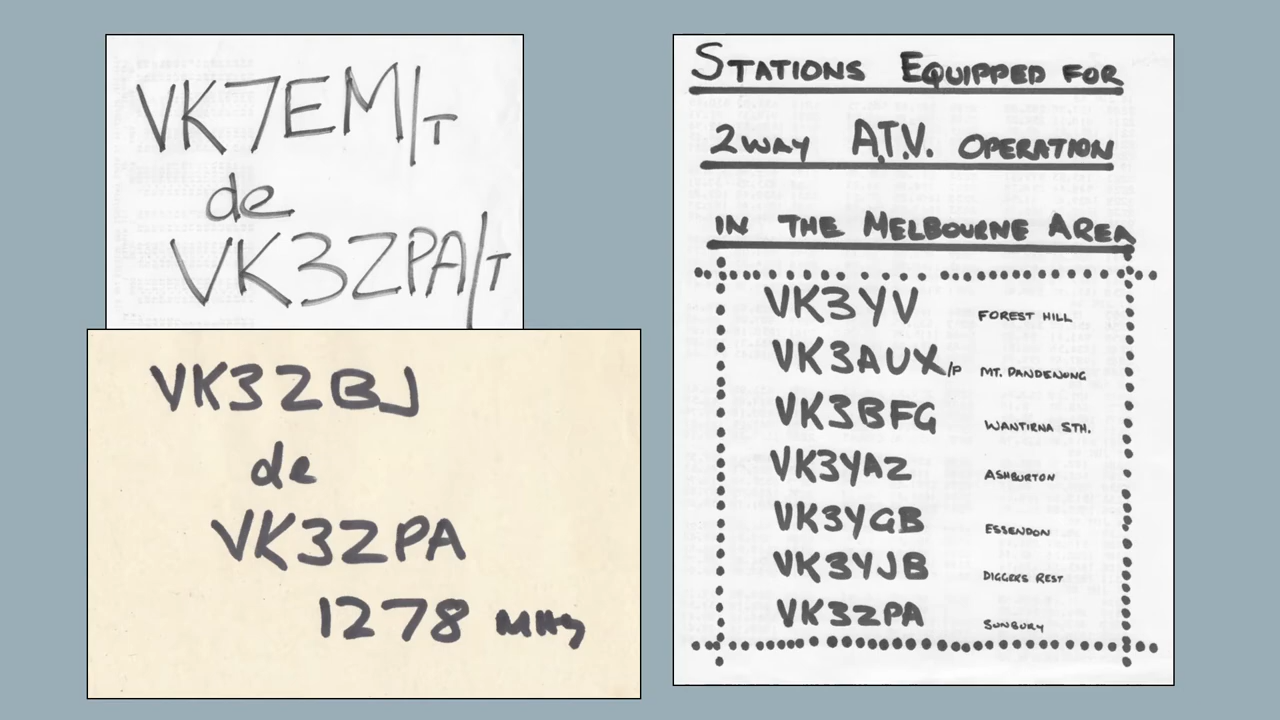 VK7EM/T
de
VK3ZPA/T
VK3ZBJ
de
VK3ZPA
1278 MHz
STATIONS EQUIPPED FOR
2WAY A.T.V. OPERATION
IN THE MELBOURNE AREA
VK3YV FOREST HILL
VK3AUX/P MT. DANDENONG
VK3BFG WANTIRNA STH.
VK3YAZ ASHBURTON
VK3YGB ESSENDON
VK3YJB DIGGERS REST
VK3ZPA SUNBURY